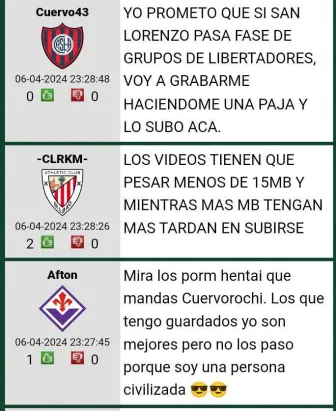 Cuervo43
06-04-2024 23:28:48
0 0
YO PROMETO QUE SI SAN
LORENZO PASA FASE DE
GRUPOS DE LIBERTADORES,
VOY A GRABARME
HACIENDOME UNA PAJA Y
LO SUBO ACA.
-CLRKM-
ATHLETIC CLUB
06-04-2024 23:28:26
2 0
LOS VIDEOS TIENEN QUE
PESAR MENOS DE 15MB Y
MIENTRAS MAS MB TENGAN
MAS TARDAN EN SUBIRSE
Afton
06-04-2024 23:27:45
1 0
Mira los porm hentai que
mandas Cuervorochi. Los que
tengo guardados yo son
mejores pero no los paso
porque soy una persona
civilizada 😎😎